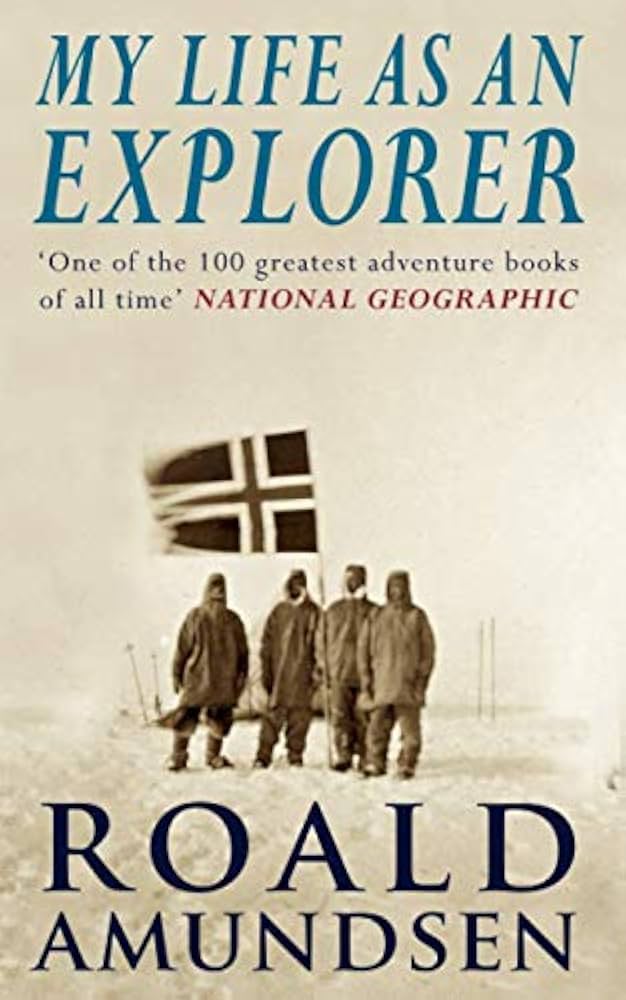 MY LIFE AS AN
EXPLORER
‘One of the 100 greatest adventure books
of all time’ NATIONAL GEOGRAPHIC
ROALD
AMUNDSEN